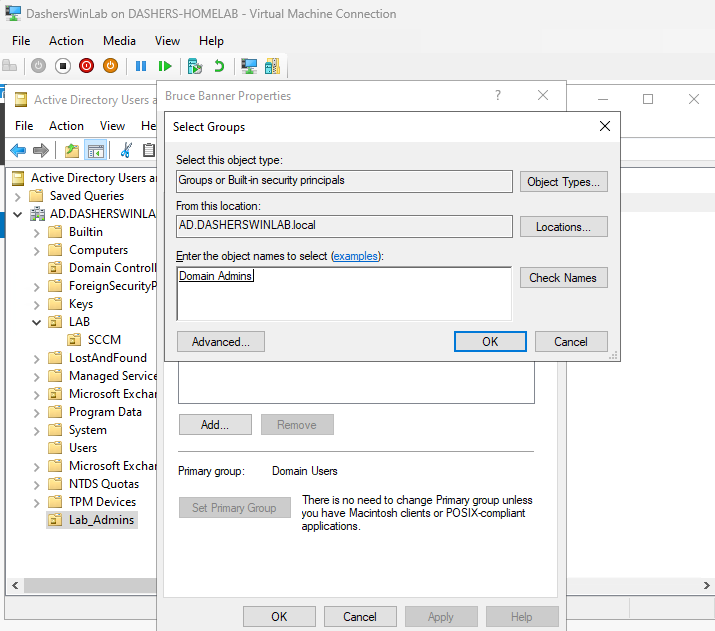 DashersWinLab on DASHERS-HOMELAB - Virtual Machine Connection
File Action Media View Help
Active Directory Users a
File Action View He
Bruce Banner Properties
Select Groups
Select this object type:
Groups or Built-in security principals
Object Types...
From this location:
AD.DASHERSWINLAB.local
Locations...
Enter the object names to select (examples):
Domain Admins
Check Names
Advanced...
OK
Cancel
Active Directory Users a
Saved Queries
AD.DASHERSWINLA
Builtin
Computers
Domain Controll
ForeignSecurityP
Keys
LAB
SCCM
LostAndFound
Managed Service
Microsoft Exchar
Program Data
System
Users
Microsoft Exchar
NTDS Quotas
TPM Devices
Lab_Admins
Add...
Remove
Primary group: Domain Users
Set Primary Group
There is no need to change Primary group unless
you have Macintosh clients or POSIX-compliant
applications.
OK
Cancel
Apply
Help